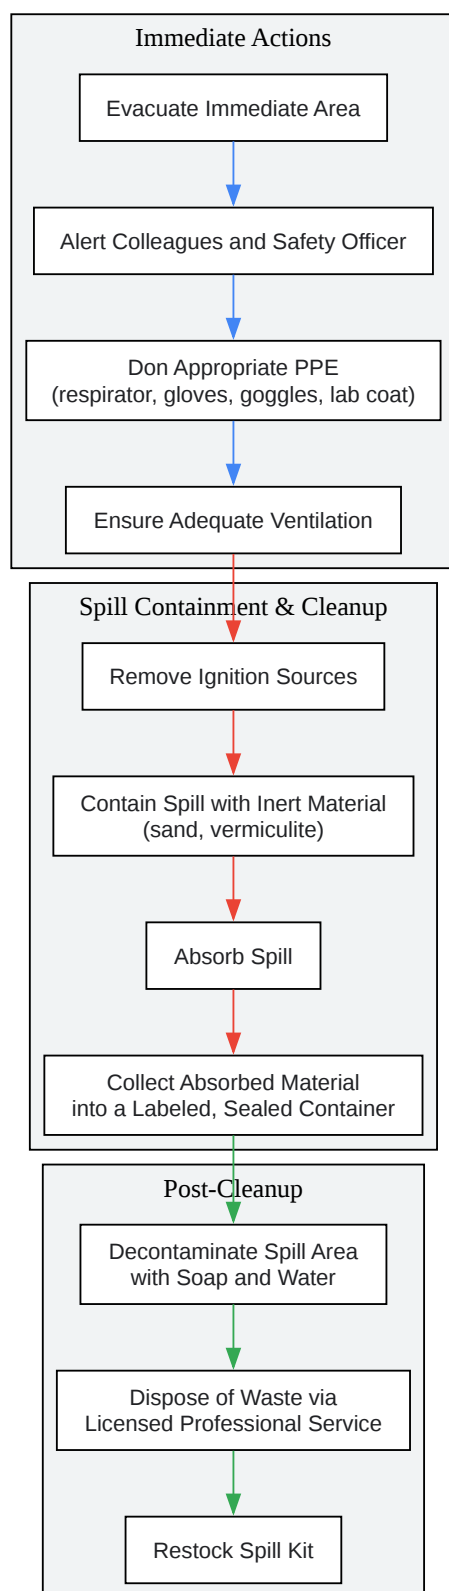 Immediate Actions
Evacuate Immediate Area
Alert Colleagues and Safety Officer
Don Appropriate PPE
(respirator, gloves, goggles, lab coat)
Ensure Adequate Ventilation
Spill Containment & Cleanup
Remove Ignition Sources
Contain Spill with Inert Material
(sand, vermiculite)
Absorb Spill
Collect Absorbed Material
into a Labeled, Sealed Container
Post-Cleanup
Decontaminate Spill Area
with Soap and Water
Dispose of Waste via
Licensed Professional Service
Restock Spill Kit